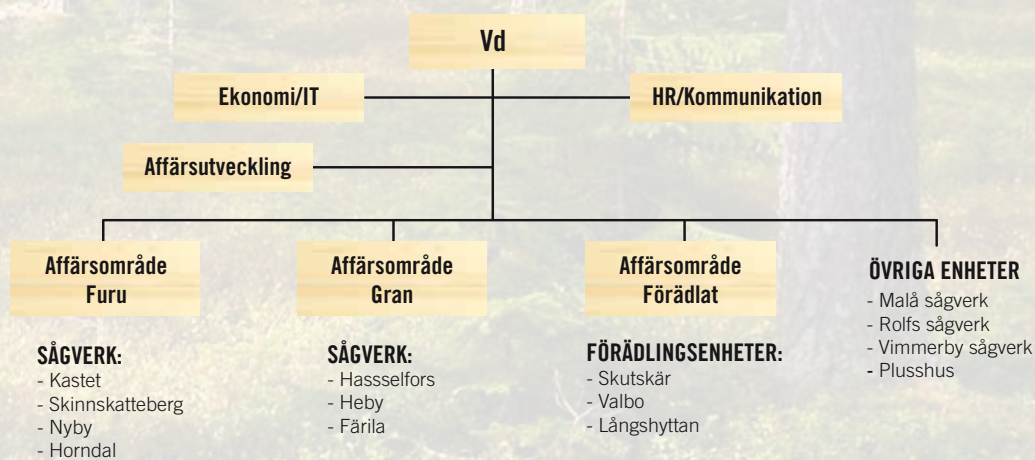 Vd
Ekonomi/IT
HR/Kommunikation
Affärsutveckling
Affärsområde
Furu
SÅGVERK:
- Kastet
- Skinnskatteberg
- Nyby
- Horndal
Affärsområde
Gran
SÅGVERK:
- Hassselfors
- Heby
- Färila
Affärsområde
Förädlat
FÖRÄDLINGSENHETER:
- Skutskär
- Valbo
- Långshyttan
ÖVRIGA ENHETER
- Malå sågverk
- Rolfs sågverk
- Vimmerby sågverk
- Plusshus